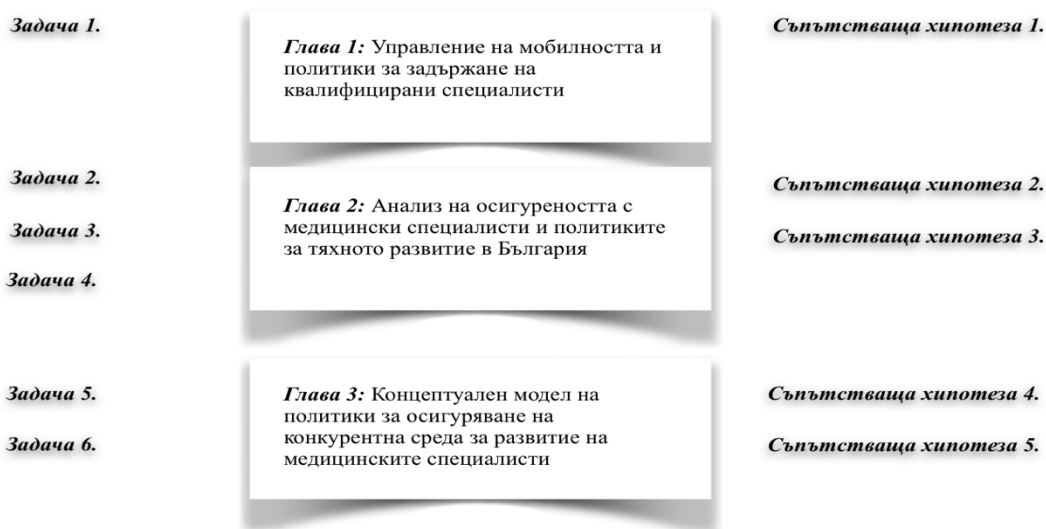 Задача 1.
Глава 1: Управление на мобилността и
политики за задържане на
квалифицирани специалисти
Съпътстваща хипотеза 1.
Задача 2.
Задача 3.
Задача 4.
Глава 2: Анализ на осигуреността с
медицински специалисти и политиките
за тяхното развитие в България
Съпътстваща хипотеза 2.
Съпътстваща хипотеза 3.
Задача 5.
Задача 6.
Глава 3: Концептуален модел на
политики за осигуряване на
конкурентна среда за развитие на
медицинските специалисти
Съпътстваща хипотеза 4.
Съпътстваща хипотеза 5.